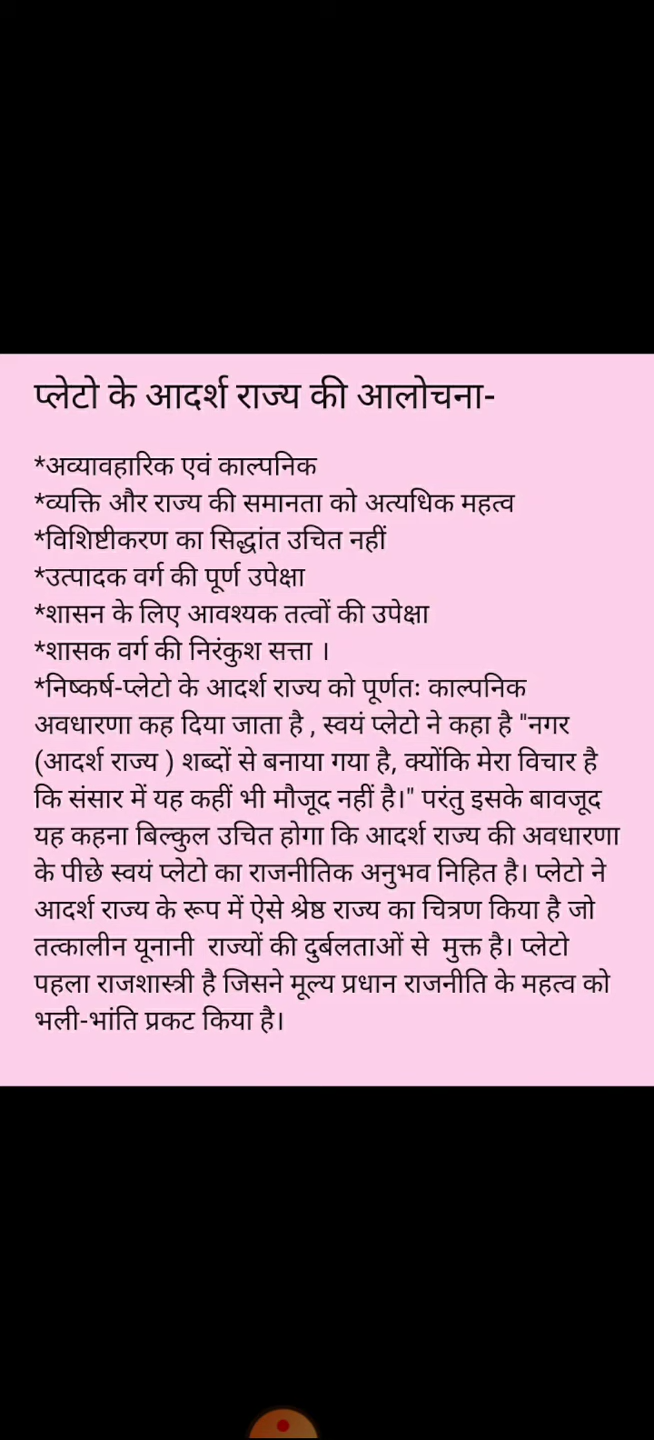 प्लेटो के आदर्श राज्य की आलोचना-
*अव्यावहारिक एवं काल्पनिक
*व्यक्ति और राज्य की समानता को अत्यधिक महत्व
*विशिष्टीकरण का सिद्धांत उचित नहीं
*उत्पादक वर्ग की पूर्ण उपेक्षा
*शासन के लिए आवश्यक तत्वों की उपेक्षा
*शासक वर्ग की निरंकुश सत्ता ।
*निष्कर्ष-प्लेटो के आदर्श राज्य को पूर्णतः काल्पनिक
अवधारणा कह दिया जाता है , स्वयं प्लेटो ने कहा है "नगर
(आदर्श राज्य ) शब्दों से बनाया गया है, क्योंकि मेरा विचार है
कि संसार में यह कहीं भी मौजूद नहीं है।" परंतु इसके बावजूद
यह कहना बिल्कुल उचित होगा कि आदर्श राज्य की अवधारणा
के पीछे स्वयं प्लेटो का राजनीतिक अनुभव निहित है। प्लेटो ने
आदर्श राज्य के रूप में ऐसे श्रेष्ठ राज्य का चित्रण किया है जो
तत्कालीन यूनानी  राज्यों की दुर्बलताओं से  मुक्त है। प्लेटो
पहला राजशास्त्री है जिसने मूल्य प्रधान राजनीति के महत्व को
भली-भांति प्रकट किया है।